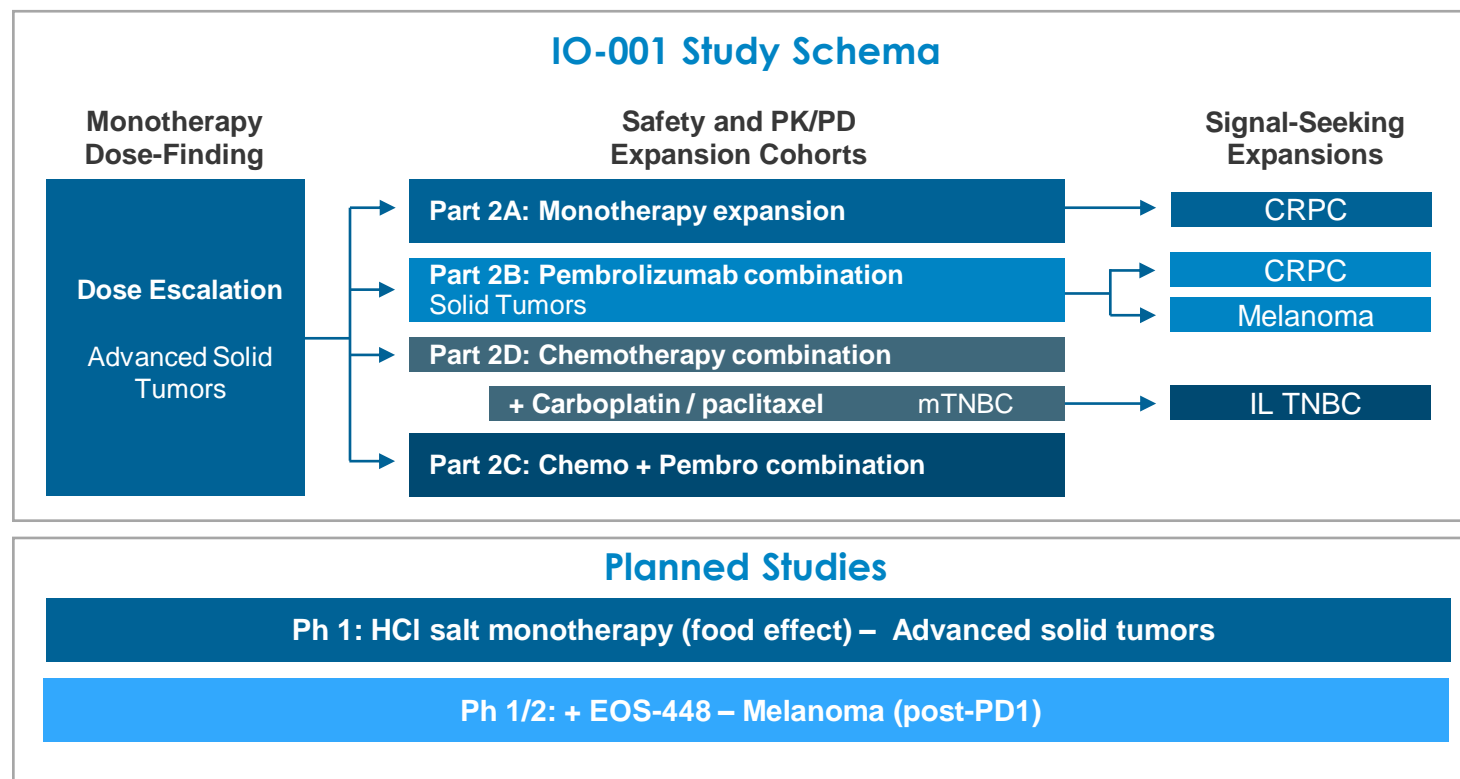 IO-001 Study Schema
Monotherapy
Dose-Finding
Safety and PK/PD
Expansion Cohorts
Signal-Seeking
Expansions
Dose Escalation
Advanced Solid
Tumors
Part 2A: Monotherapy expansion
CRPC
Part 2B: Pembrolizumab combination
Solid Tumors
CRPC
Melanoma
Part 2D: Chemotherapy combination
+ Carboplatin / paclitaxel mTNBC
IL TNBC
Part 2C: Chemo + Pembro combination
Planned Studies
Ph 1: HCl salt monotherapy (food effect) – Advanced solid tumors
Ph 1/2: + EOS-448 – Melanoma (post-PD1)